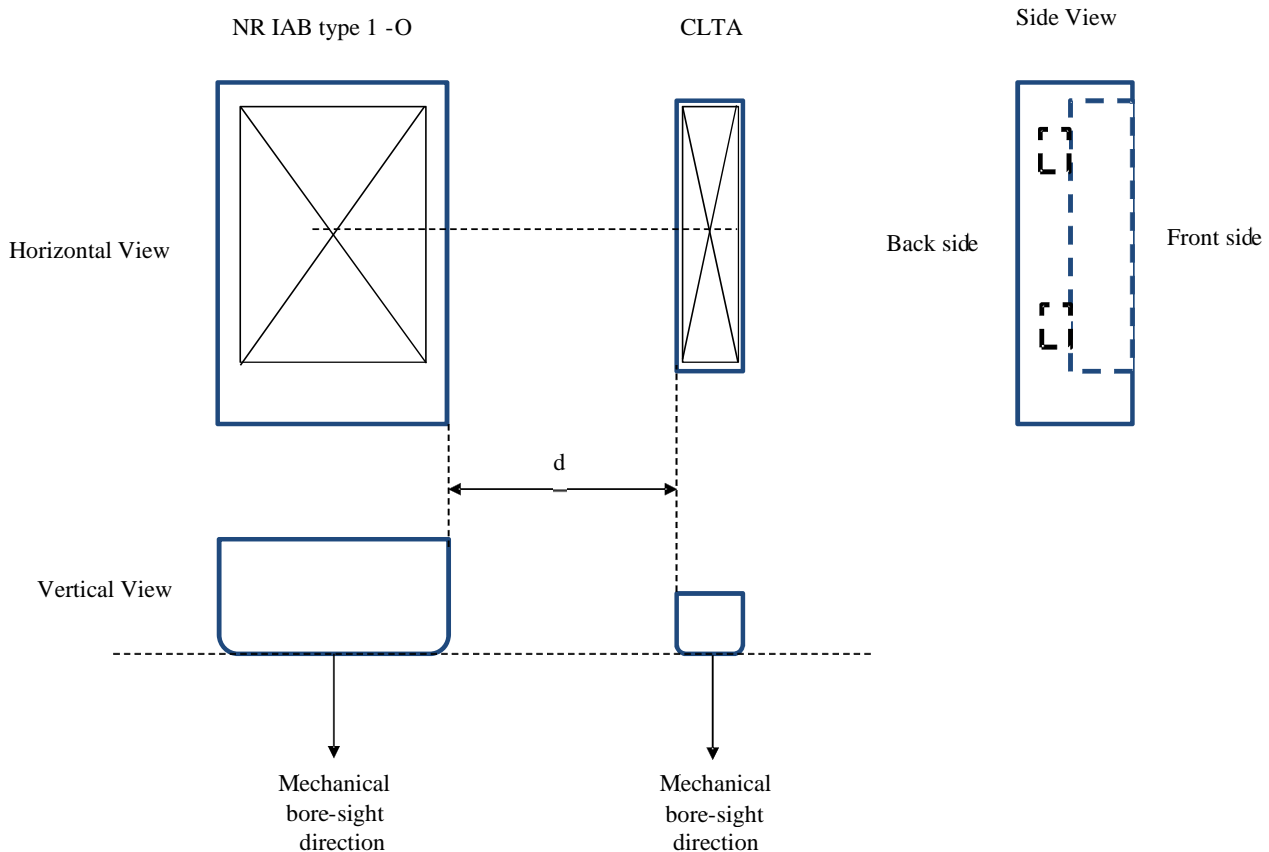 NR IAB type 1 -O
CLTA
Side View
Horizontal View
Back side
Front side
d
Vertical View
Mechanical
bore-sight
direction
Mechanical
bore-sight
direction